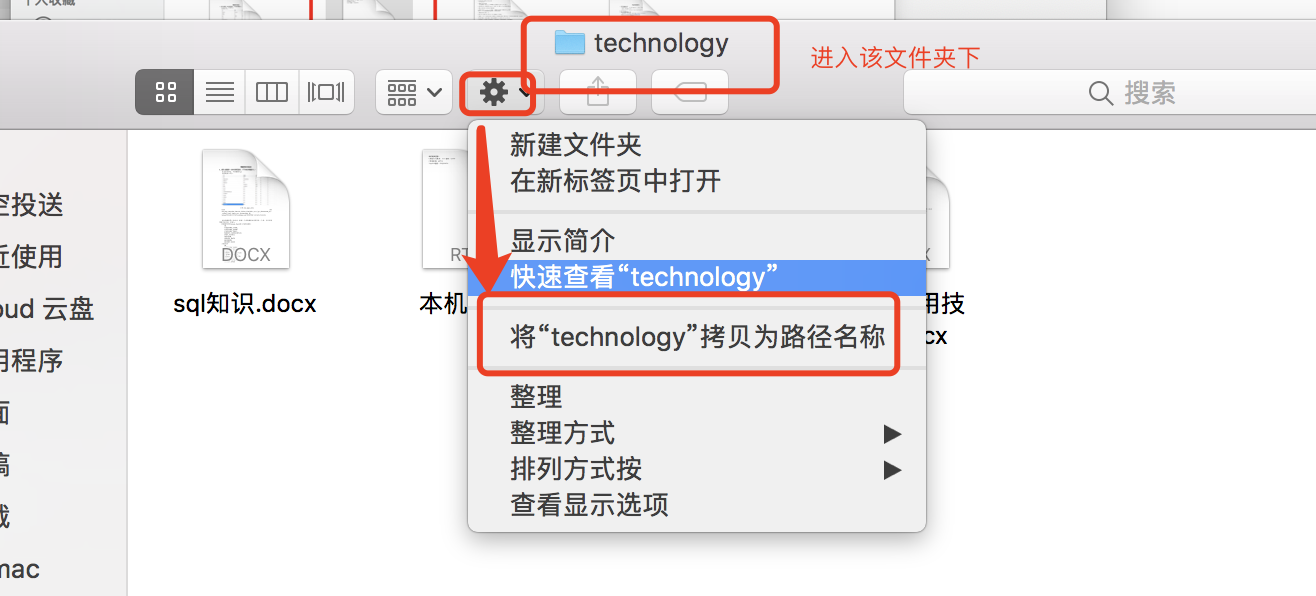 technology
进入该文件夹下
搜索
新建文件夹
在新标签页中打开
显示简介
快速查看“technology”
将“technology”拷贝为路径名称
整理
整理方式
排列方式按
查看显示选项
空投送
近使用
oud 云盘
用程序
面
稿
载
mac
DOCX
sql知识.docx
RT
本机
X
用技
cx